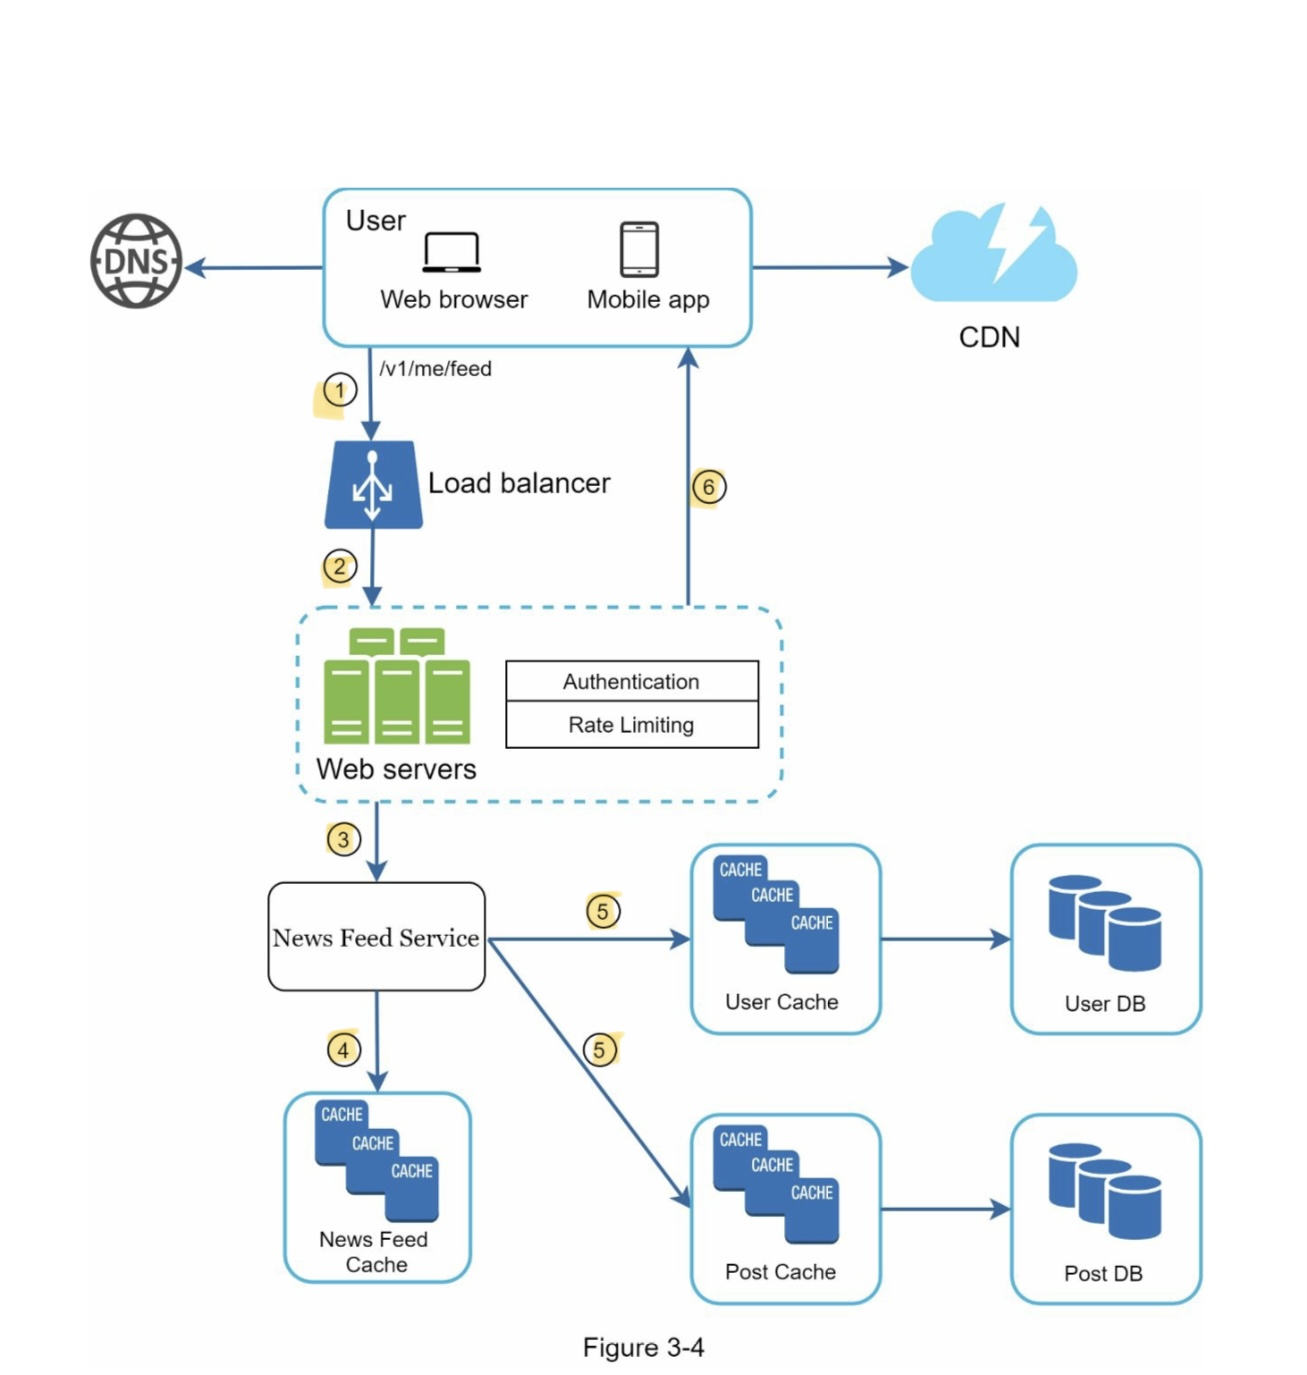 User
DNS
Web browser
Mobile app
CDN
/v1/me/feed
1
Load balancer
6
2
Authentication
Rate Limiting
Web servers
3
CACHE
CACHE
CACHE
User Cache
User DB
5
News Feed Service
4
5
CACHE
CACHE
CACHE
News Feed
Cache
CACHE
CACHE
CACHE
Post Cache
Post DB
Figure 3-4